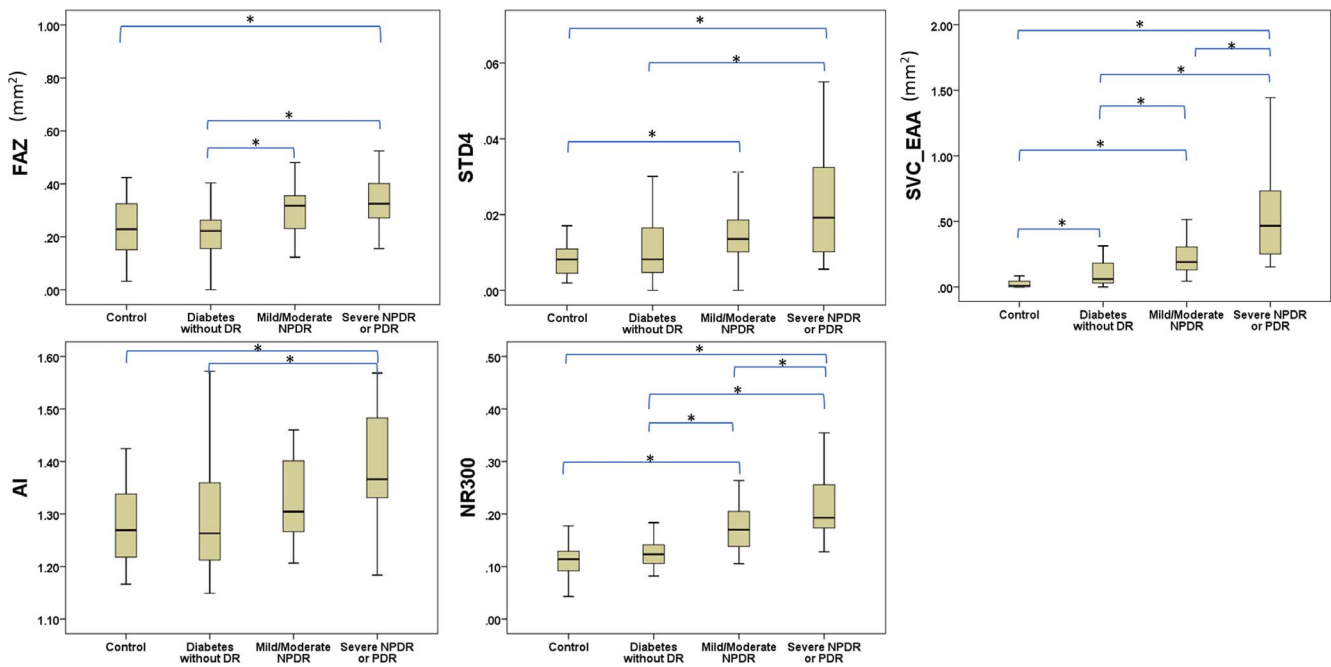 FAZ (mm²)
1.00
.80
.60
.40
.20
.00
*
*
*
Control
Diabetes without DR
Mild/Moderate NPDR
Severe NPDR or PDR
STD4
.06
.04
.02
.00
*
*
*
Control
Diabetes without DR
Mild/Moderate NPDR
Severe NPDR or PDR
SVC_EAA (mm²)
2.00
1.50
1.00
.50
.00
*
*
*
*
*
*
Control
Diabetes without DR
Mild/Moderate NPDR
Severe NPDR or PDR
AI
1.60
1.50
1.40
1.30
1.20
1.10
*
*
Control
Diabetes without DR
Mild/Moderate NPDR
Severe NPDR or PDR
NR300
.50
.40
.30
.20
.10
.00
*
*
*
*
*
Control
Diabetes without DR
Mild/Moderate NPDR
Severe NPDR or PDR